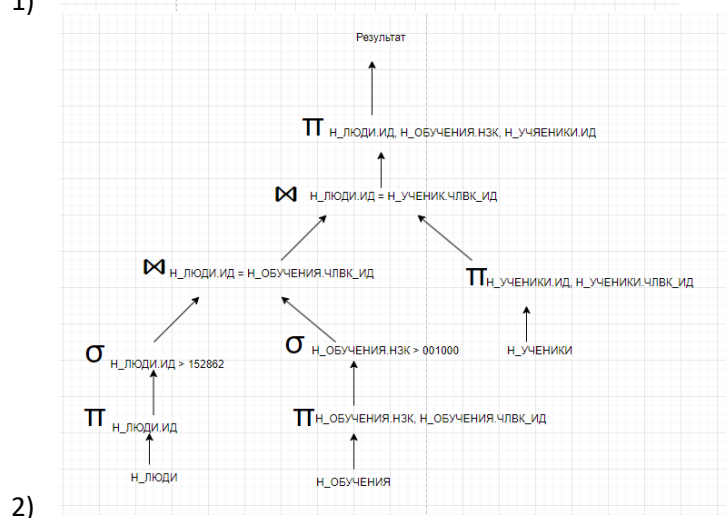 1)
Результат
π Н_ЛЮДИ.ИД, Н_ОБУЧЕНИЯ.НЗК, Н_УЧЯЕНИКИ.ИД
⋈ Н_ЛЮДИ.ИД = Н_УЧЕНИК.ЧЛВК_ИД
⋈ Н_ЛЮДИ.ИД = Н_ОБУЧЕНИЯ.ЧЛВК_ИД
π Н_УЧЕНИКИ.ИД, Н_УЧЕНИКИ.ЧЛВК_ИД
σ Н_ЛЮДИ.ИД > 152862
σ Н_ОБУЧЕНИЯ.НЗК > 001000
Н_УЧЕНИКИ
π Н_ЛЮДИ.ИД
π Н_ОБУЧЕНИЯ.НЗК, Н_ОБУЧЕНИЯ.ЧЛВК_ИД
Н_ЛЮДИ
Н_ОБУЧЕНИЯ
2)